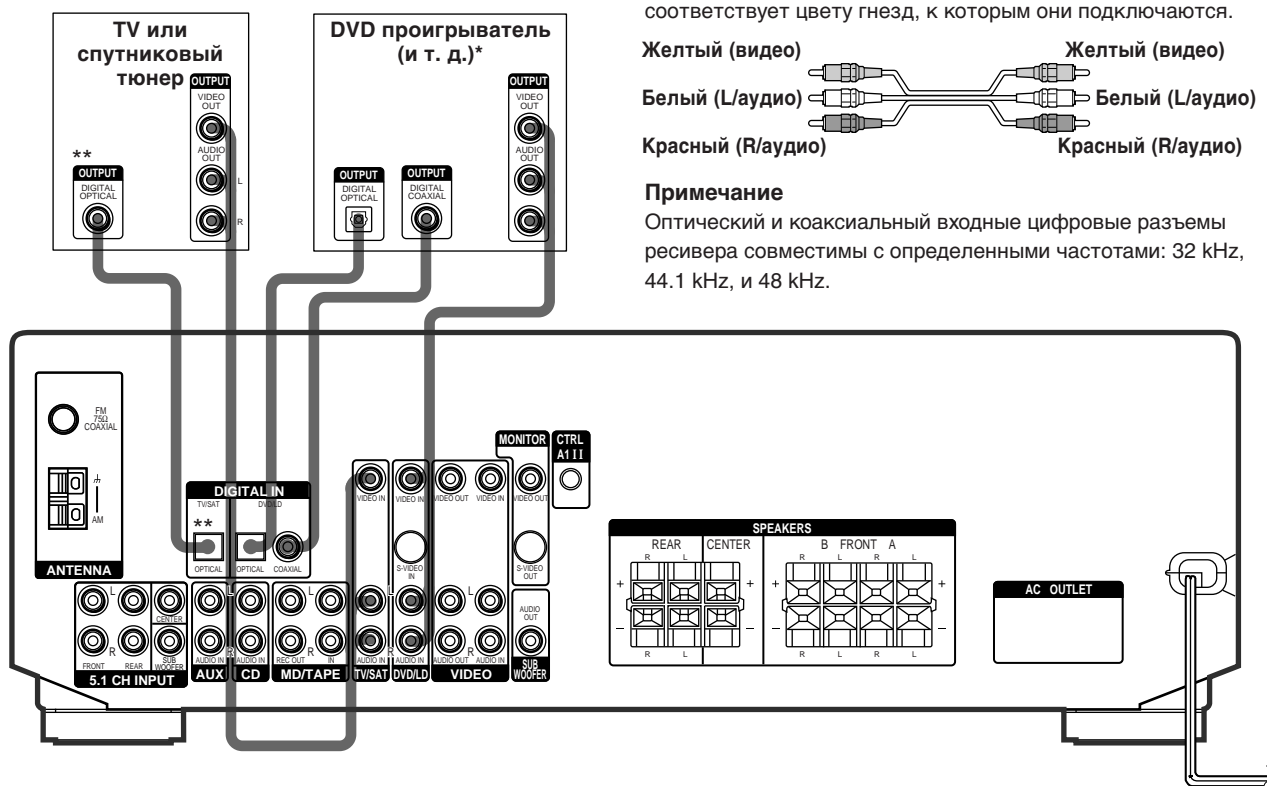 соответствует цвету гнезд, к которым они подключаются.
TV или
спутниковый
тюнер
OUTPUT
VIDEO
OUT
AUDIO
OUT
L
R
**
OUTPUT
DIGITAL
OPTICAL
DVD проигрыватель
(и т. д.)*
OUTPUT
DIGITAL
OPTICAL
OUTPUT
DIGITAL
COAXIAL
OUTPUT
VIDEO
OUT
AUDIO
OUT
Желтый (видео)
Желтый (видео)
Белый (L/аудио)
Белый (L/аудио)
Красный (R/аудио)
Красный (R/аудио)
Примечание
Оптический и коаксиальный входные цифровые разъемы
ресивера совместимы с определенными частотами: 32 kHz,
44.1 kHz, и 48 kHz.
FM
75Ω
COAXIAL
AM
ANTENNA
DIGITAL IN
TV/SAT
DVD/LD
**
OPTICAL
OPTICAL
COAXIAL
MONITOR
CTRL
A1 II
VIDEO IN
VIDEO IN
VIDEO OUT
VIDEO IN
VIDEO OUT
S-VIDEO
IN
S-VIDEO
OUT
L
CENTER
R
FRONT
REAR
SUB
WOOFER
5.1 CH INPUT
L
R
AUDIO IN
AUX
AUDIO IN
CD
L
R
REC OUT
IN
MD/TAPE
L
R
AUDIO IN
TV/SAT
AUDIO IN
DVD/LD
L
R
AUDIO OUT
AUDIO IN
VIDEO
AUDIO
OUT
SUB
WOOFER
SPEAKERS
REAR
CENTER
B FRONT A
R L
R L R L
+ +
+ +
– –
– –
R L
R L R L
AC OUTLET